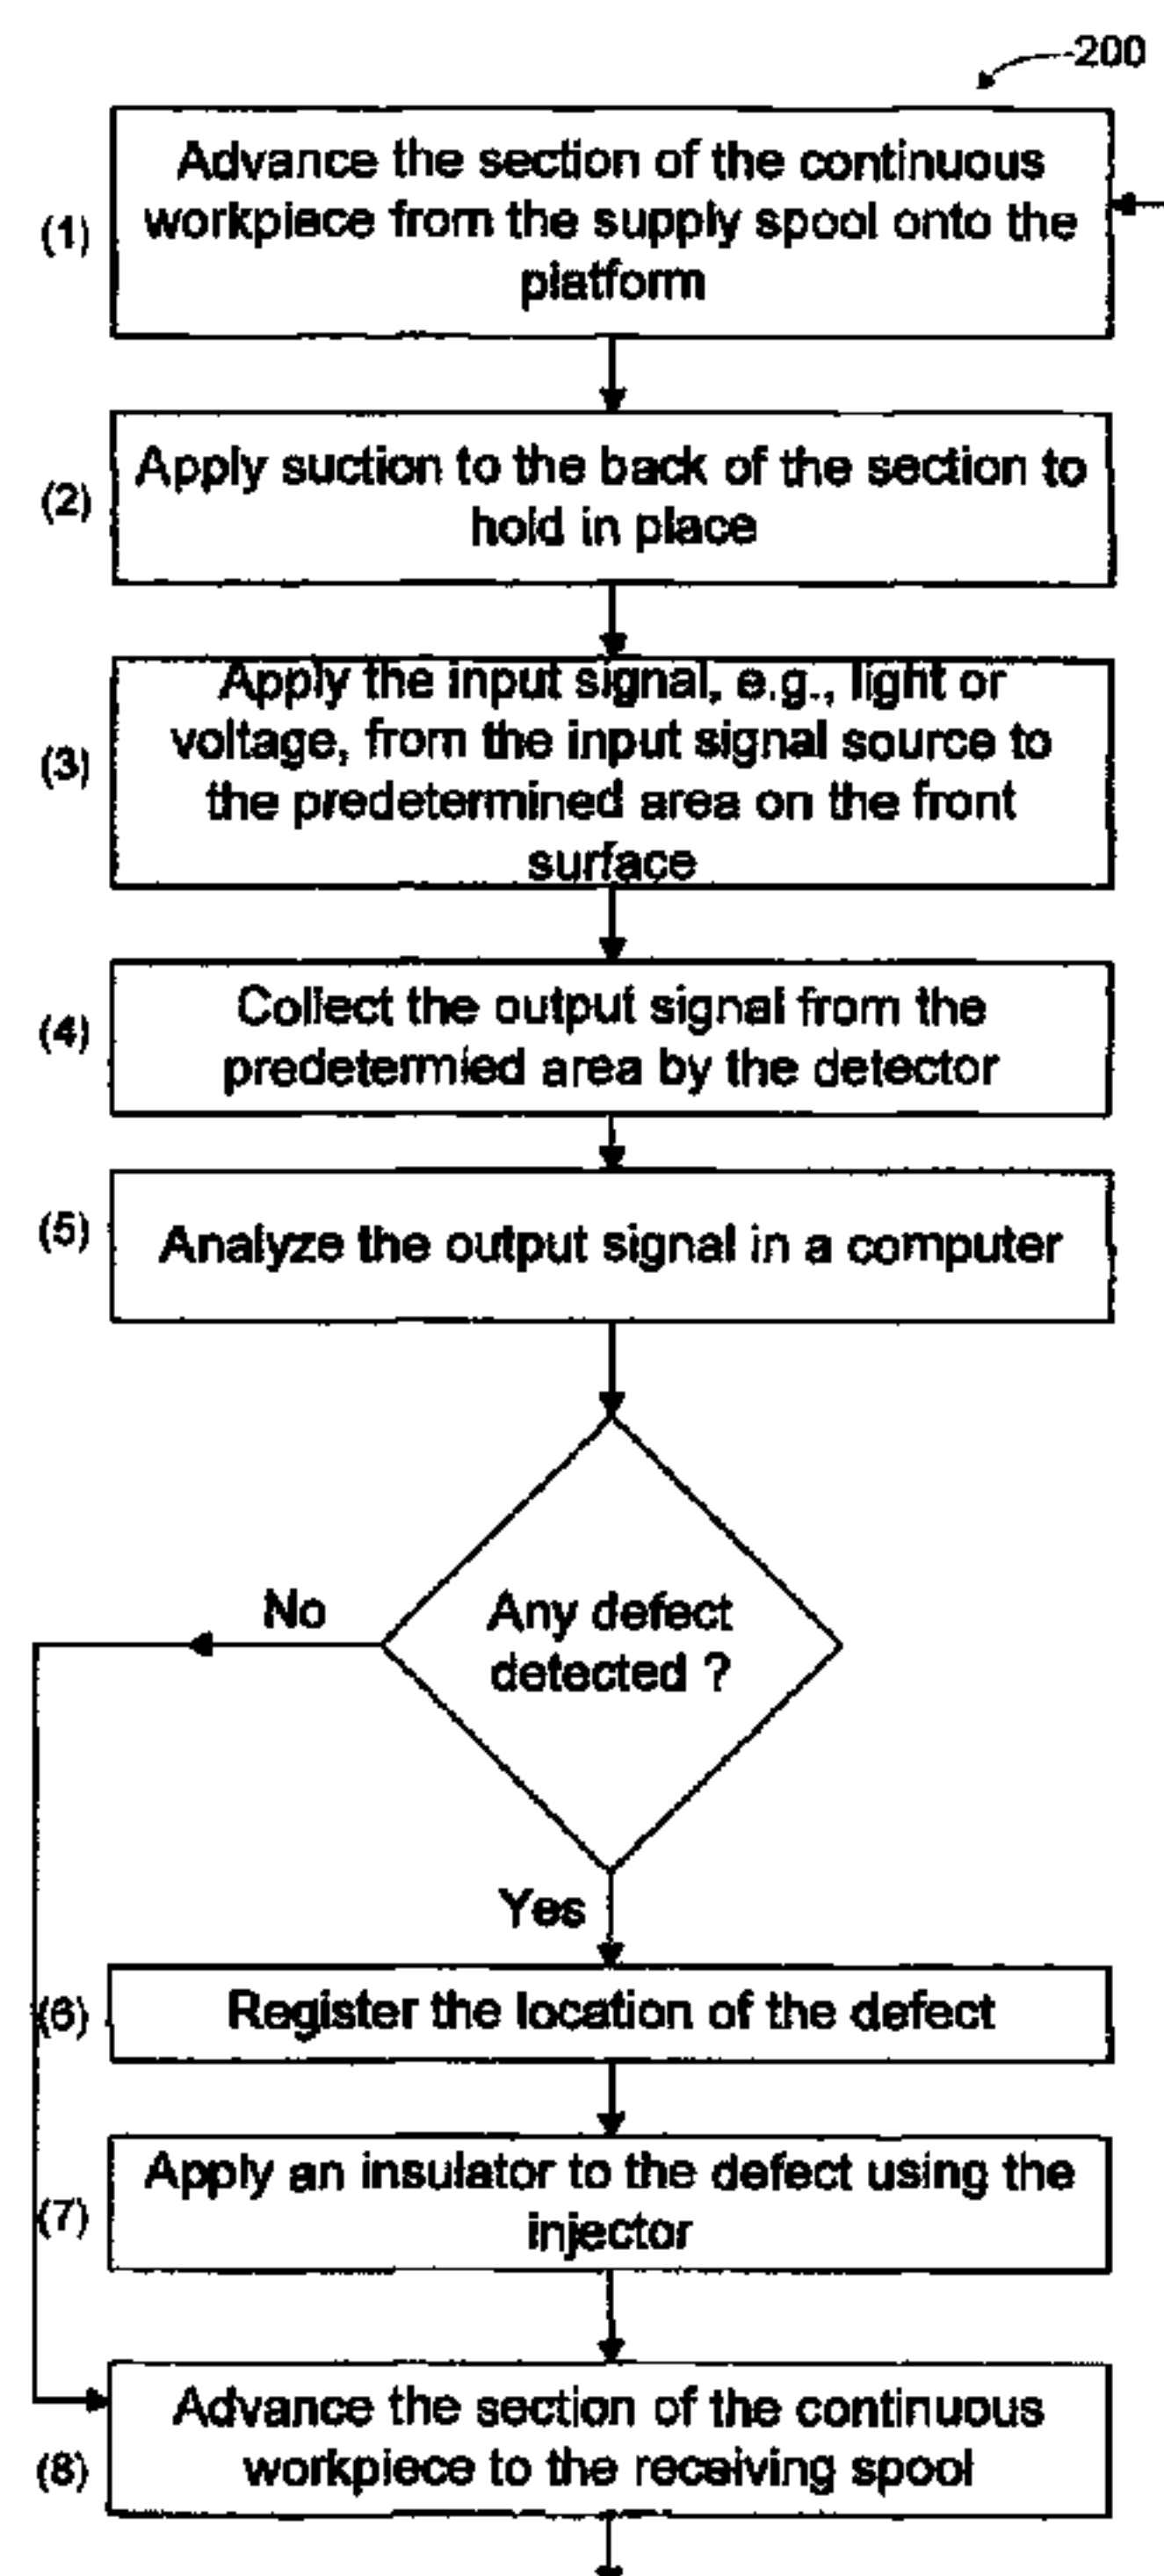 200
(1)
Advance the section of the continuous
workpiece from the supply spool onto the
platform
(2)
Apply suction to the back of the section to
hold in place
(3)
Apply the input signal, e.g., light or
voltage, from the input signal source to
the predetermined area on the front
surface
(4)
Collect the output signal from the
predetermied area by the detector
(5)
Analyze the output signal in a computer
Any defect
detected ?
No
Yes
(6)
Register the location of the defect
(7)
Apply an insulator to the defect using the
injector
(8)
Advance the section of the continuous
workpiece to the receiving spool